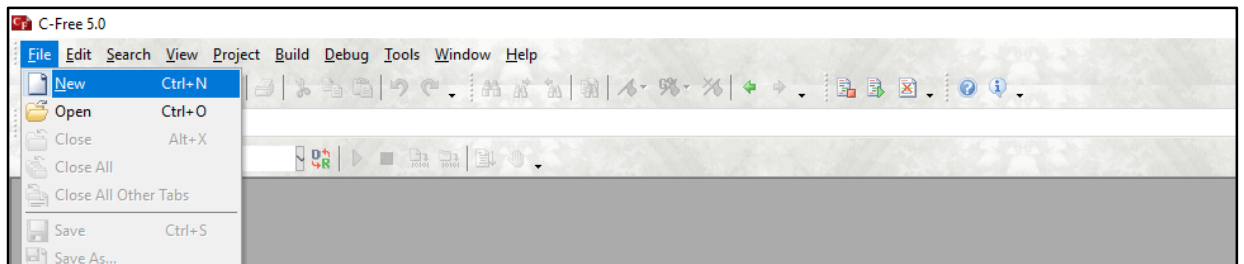 C-Free 5.0
File Edit Search View Project Build Debug Tools Window Help
New Ctrl+N
Open Ctrl+O
Close Alt+X
Close All
Close All Other Tabs
Save Ctrl+S
Save As...